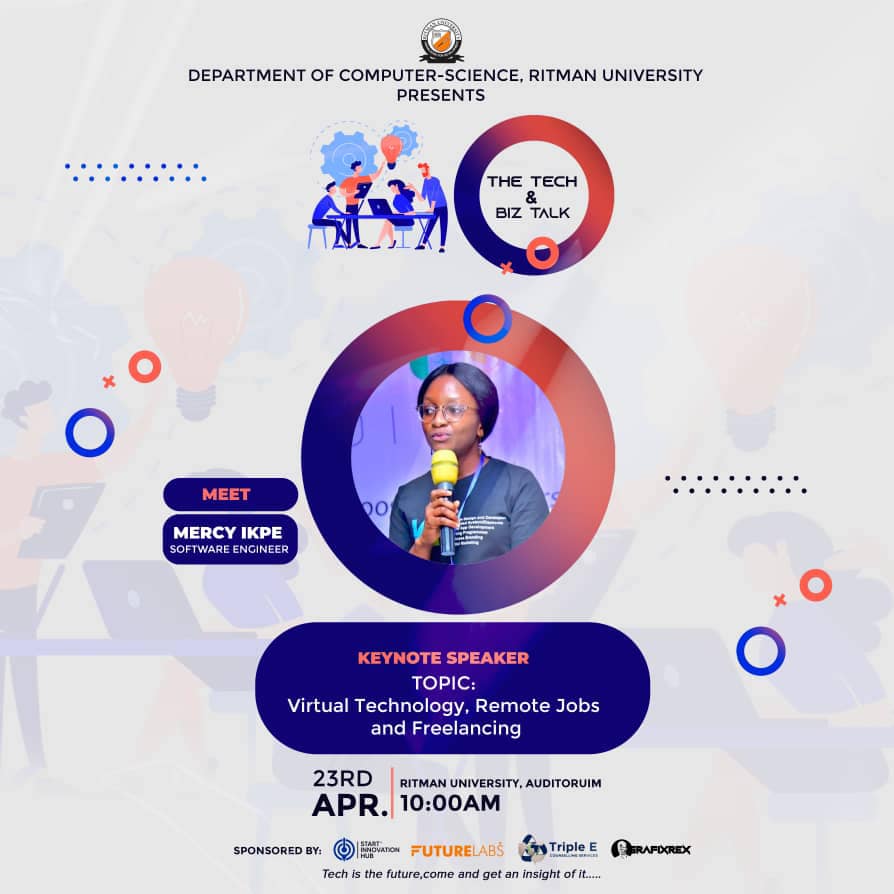 RITMAN UNIVERSITY
DEPARTMENT OF COMPUTER-SCIENCE, RITMAN UNIVERSITY
PRESENTS
THE TECH
&
BIZ TALK
MEET
MERCY IKPE
SOFTWARE ENGINEER
KEYNOTE SPEAKER
TOPIC:
Virtual Technology, Remote Jobs
and Freelancing
23RD
APR.
RITMAN UNIVERSITY, AUDITORUIM
10:00AM
SPONSORED BY:
START INNOVATION HUB
FUTURELABS
Triple E
COUNSELLING SERVICES
GRAFIXREX
Tech is the future,come and get an insight of it.....